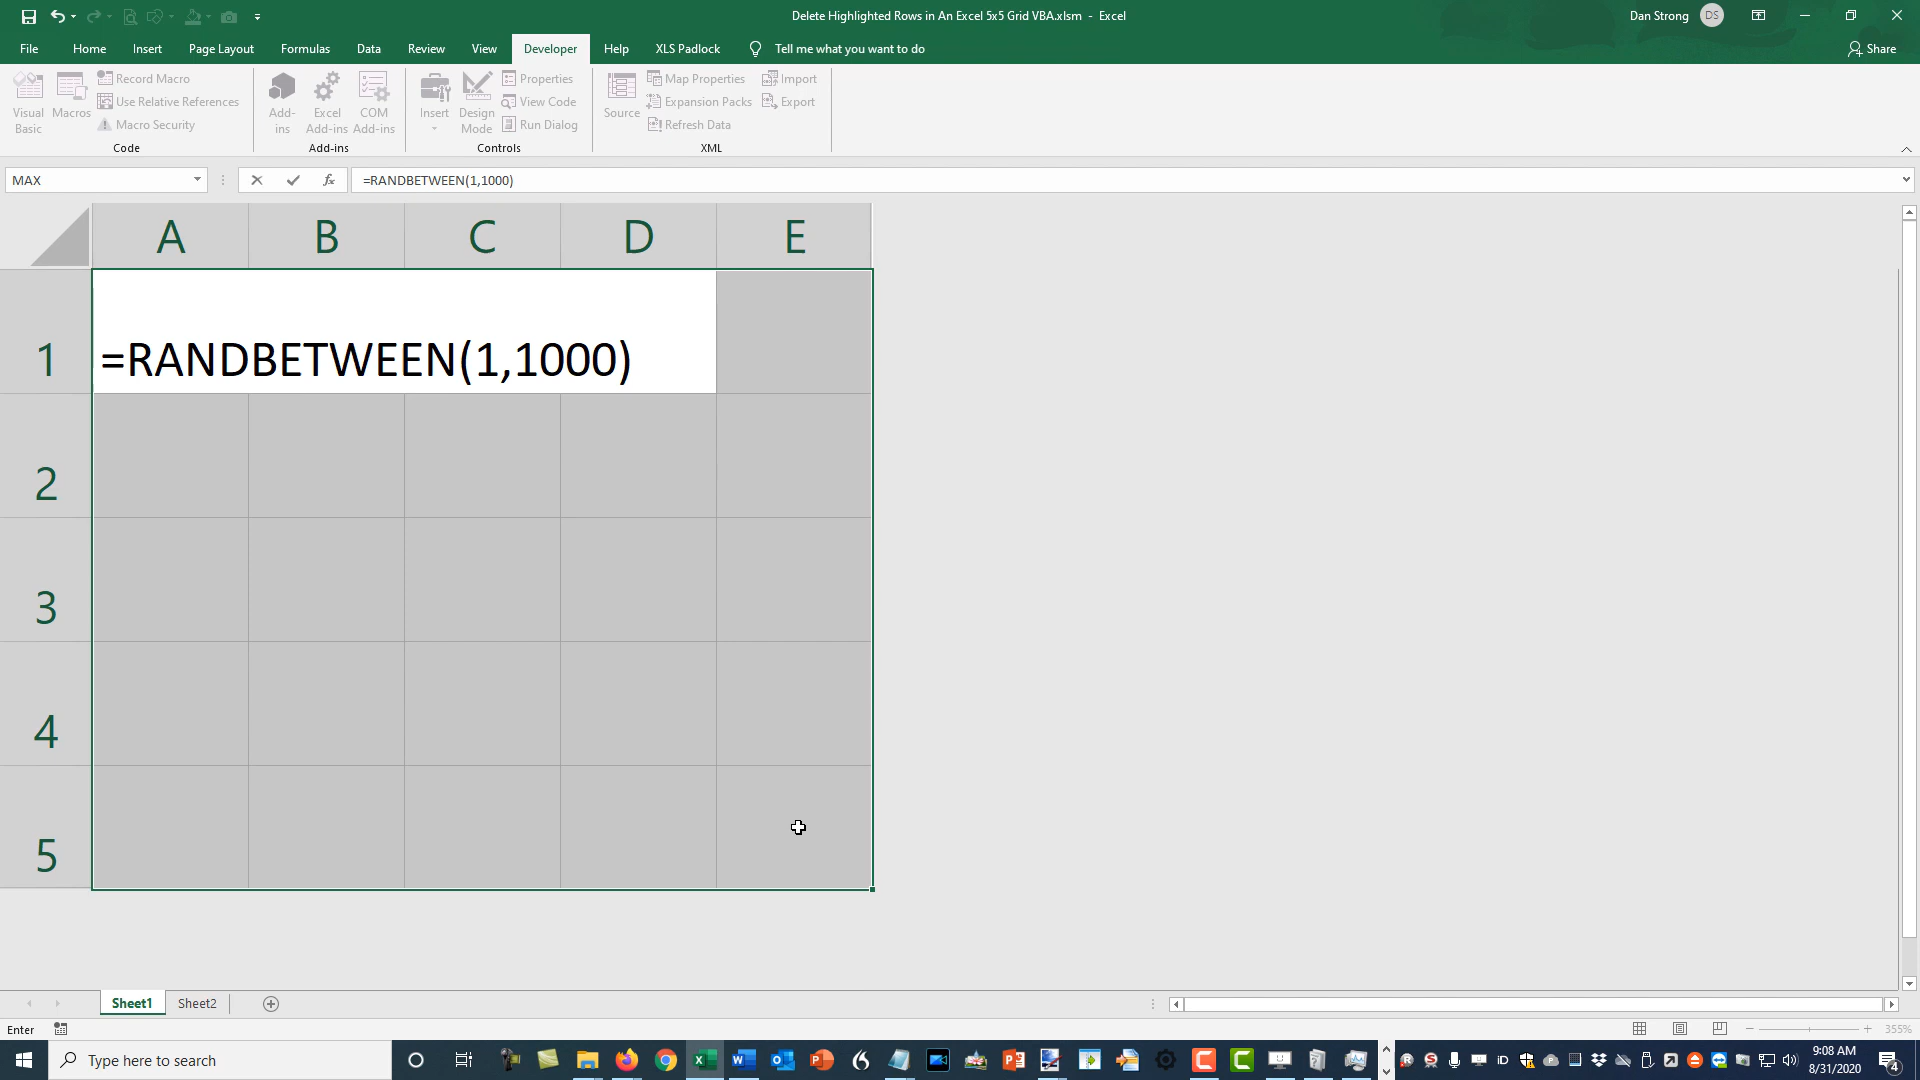 Delete Highlighted Rows in An Excel 5x5 Grid VBA.xlsm - Excel
Dan Strong DS
File Home Insert Page Layout Formulas Data Review View Developer Help XLS Padlock Tell me what you want to do Share
Visual Basic
Macros
Record Macro
Use Relative References
Macro Security
Code
Add-ins
Excel Add-ins
COM Add-ins
Add-ins
Insert
Design Mode
Properties
View Code
Run Dialog
Controls
Source
Map Properties
Expansion Packs
Refresh Data
Import
Export
XML
MAX fx =RANDBETWEEN(1,1000)
A B C D E
1 =RANDBETWEEN(1,1000)
2
3
4
5
Sheet1 Sheet2
Enter 355%
Type here to search
9:08 AM
8/31/2020
4